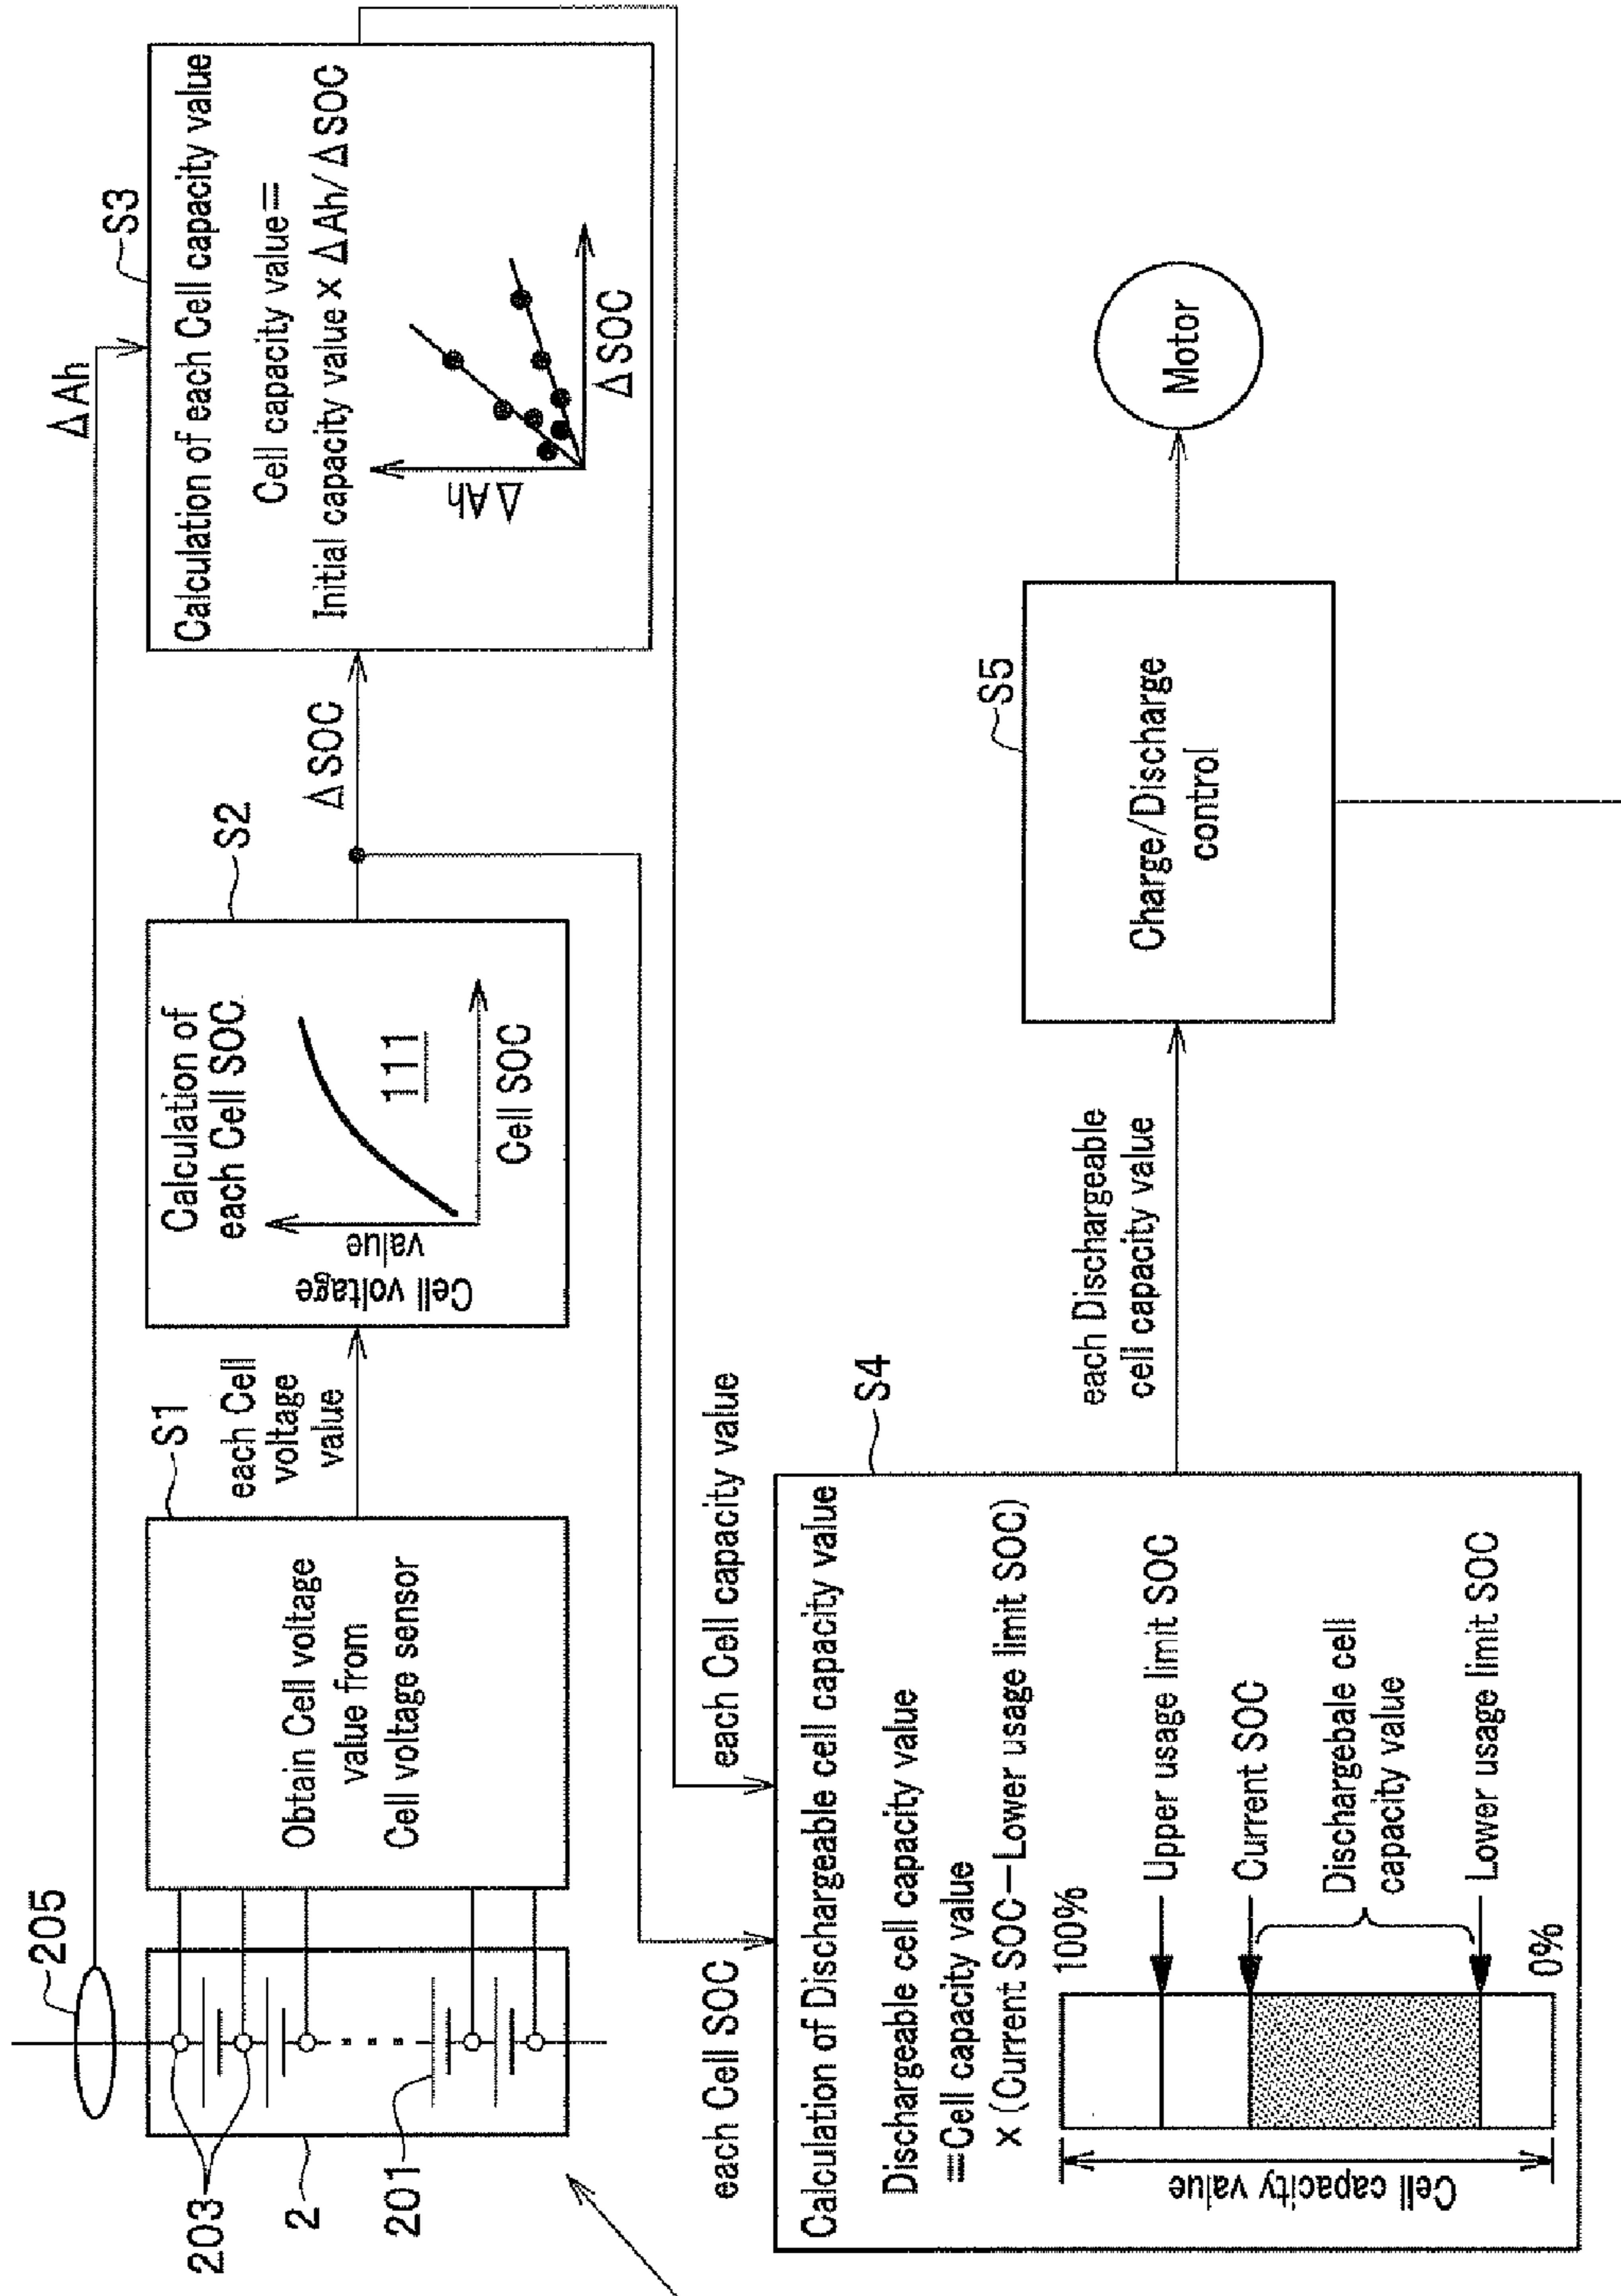 205
203
2
201
S1
Obtain Cell voltage
value from
Cell voltage sensor
each Cell
voltage
value
S2
Calculation of
each Cell SOC
Cell voltage
value
111
Cell SOC
ΔSOC
ΔAh
S3
Calculation of each Cell capacity value
Cell capacity value=
Initial capacity value × ΔAh/ΔSOC
ΔAh
ΔSOC
each Cell SOC
each Cell capacity value
S4
Calculation of Dischargeable cell capacity value
Dischargeable cell capacity value
=Cell capacity value
× (Current SOC−Lower usage limit SOC)
Cell capacity value
100%
Upper usage limit SOC
Current SOC
Dischargebale cell
capacity value
Lower usage limit SOC
0%
each Dischargeable
cell capacity value
S5
Charge/Discharge
control
Motor